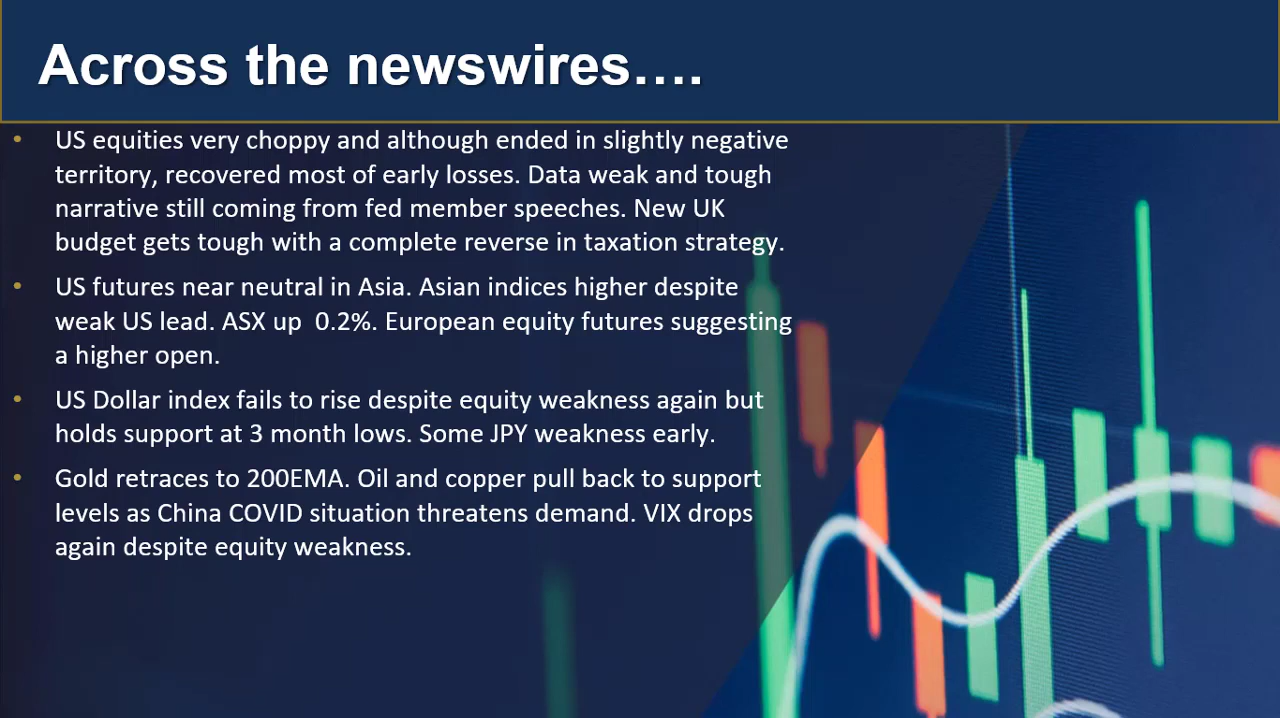 Across the newswires....
• US equities very choppy and although ended in slightly negative
territory, recovered most of early losses. Data weak and tough
narrative still coming from fed member speeches. New UK
budget gets tough with a complete reverse in taxation strategy.
• US futures near neutral in Asia. Asian indices higher despite
weak US lead. ASX up  0.2%. European equity futures suggesting
a higher open.
• US Dollar index fails to rise despite equity weakness again but
holds support at 3 month lows. Some JPY weakness early.
• Gold retraces to 200EMA. Oil and copper pull back to support
levels as China COVID situation threatens demand. VIX drops
again despite equity weakness.